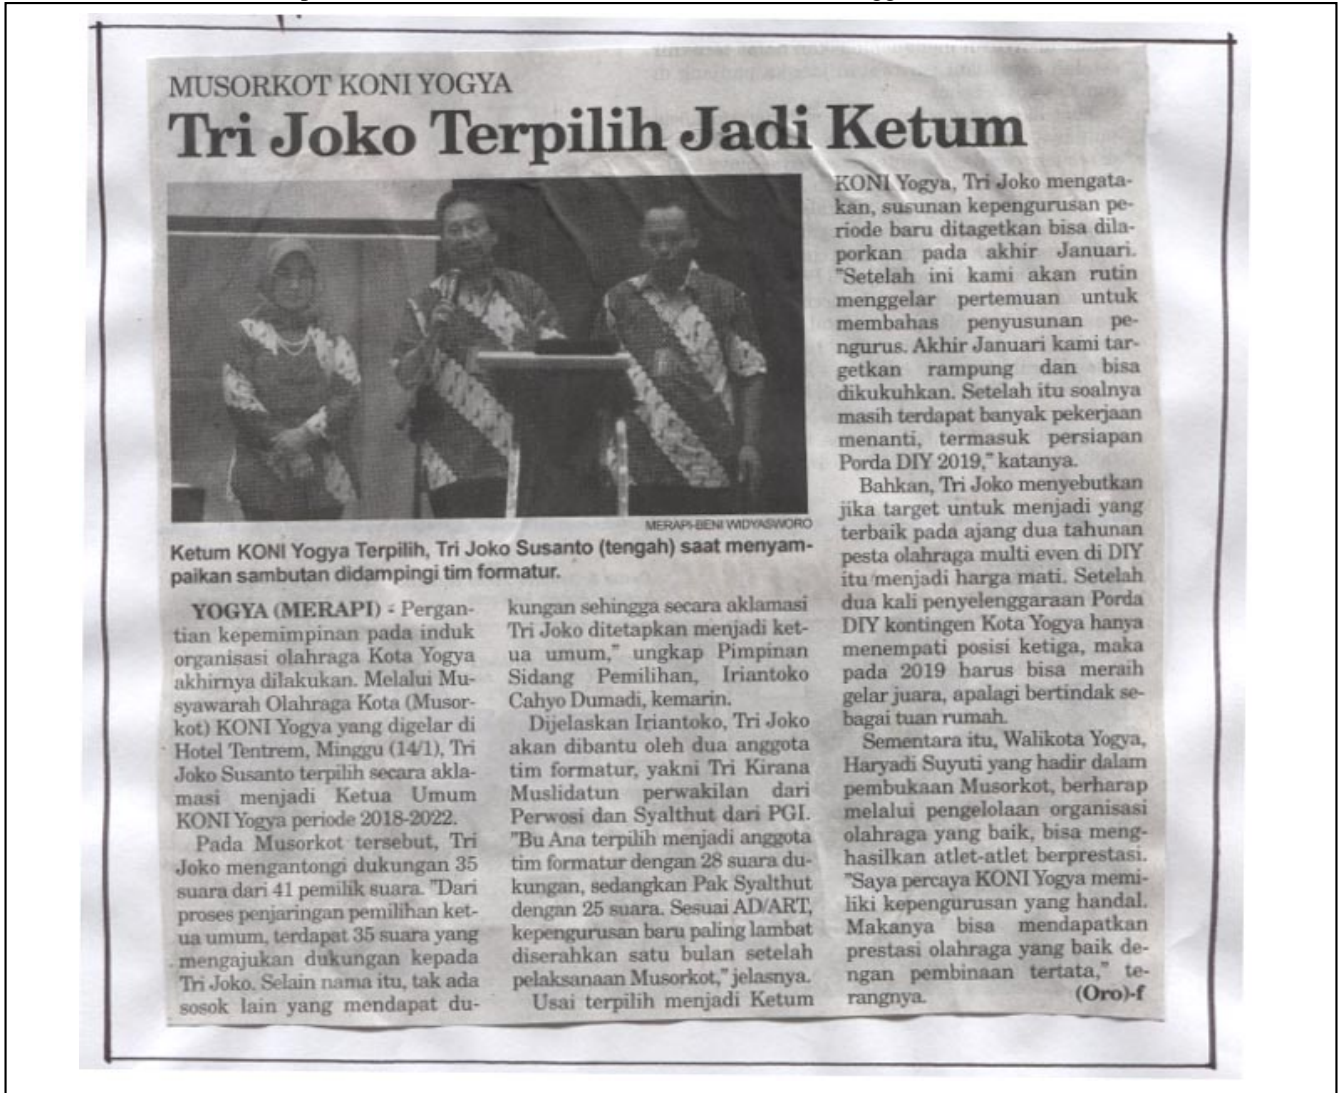 MUSORKOT KONI YOGYA
Tri Joko Terpilih Jadi Ketum
MERAPI-BENI WIDYASWORO
Ketum KONI Yogya Terpilih, Tri Joko Susanto (tengah) saat menyam-
paikan sambutan didampingi tim formatur.
YOGYA (MERAPI) - Pergan-
tian kepemimpinan pada induk
organisasi olahraga Kota Yogya
akhirnya dilakukan. Melalui Mu-
syawarah Olahraga Kota (Musor-
kot) KONI Yogya yang digelar di
Hotel Tentrem, Minggu (14/1), Tri
Joko Susanto terpilih secara akla-
masi menjadi Ketua Umum
KONI Yogya periode 2018-2022.
Pada Musorkot tersebut, Tri
Joko mengantongi dukungan 35
suara dari 41 pemilik suara. "Dari
proses penjaringan pemilihan ket-
ua umum, terdapat 35 suara yang
mengajukan dukungan kepada
Tri Joko. Selain nama itu, tak ada
sosok lain yang mendapat du-
kungan sehingga secara aklamasi
Tri Joko ditetapkan menjadi ket-
ua umum," ungkap Pimpinan
Sidang Pemilihan, Iriantoko
Cahyo Dumadi, kemarin.
Dijelaskan Iriantoko, Tri Joko
akan dibantu oleh dua anggota
tim formatur, yakni Tri Kirana
Muslidatun perwakilan dari
Perwosi dan Syalthut dari PGI.
"Bu Ana terpilih menjadi anggota
tim formatur dengan 28 suara du-
kungan, sedangkan Pak Syalthut
dengan 25 suara. Sesuai AD/ART,
kepengurusan baru paling lambat
diserahkan satu bulan setelah
pelaksanaan Musorkot," jelasnya.
Usai terpilih menjadi Ketum
KONI Yogya, Tri Joko mengata-
kan, susunan kepengurusan pe-
riode baru ditagetkan bisa dila-
porkan pada akhir Januari.
"Setelah ini kami akan rutin
menggelar pertemuan untuk
membahas penyusunan pe-
ngurus. Akhir Januari kami tar-
getkan rampung dan bisa
dikukuhkan. Setelah itu soalnya
masih terdapat banyak pekerjaan
menanti, termasuk persiapan
Porda DIY 2019," katanya.
Bahkan, Tri Joko menyebutkan
jika target untuk menjadi yang
terbaik pada ajang dua tahunan
pesta olahraga multi even di DIY
itu menjadi harga mati. Setelah
dua kali penyelenggaraan Porda
DIY kontingen Kota Yogya hanya
menempati posisi ketiga, maka
pada 2019 harus bisa meraih
gelar juara, apalagi bertindak se-
bagai tuan rumah.
Sementara itu, Walikota Yogya,
Haryadi Suyuti yang hadir dalam
pembukaan Musorkot, berharap
melalui pengelolaan organisasi
olahraga yang baik, bisa meng-
hasilkan atlet-atlet berprestasi.
"Saya percaya KONI Yogya memi-
liki kepengurusan yang handal.
Makanya bisa mendapatkan
prestasi olahraga yang baik de-
ngan pembinaan tertata," te-
rangnya. (Oro)-f